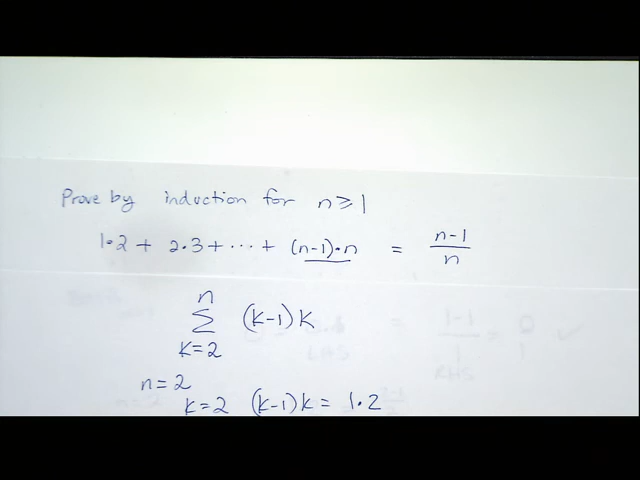 Prove by induction for n ≥ 1
1·2 + 2·3 + ··· + (n-1)·n = n-1/n
n
Σ (k-1)k
k=2
n=2
k=2 (k-1)k = 1·2